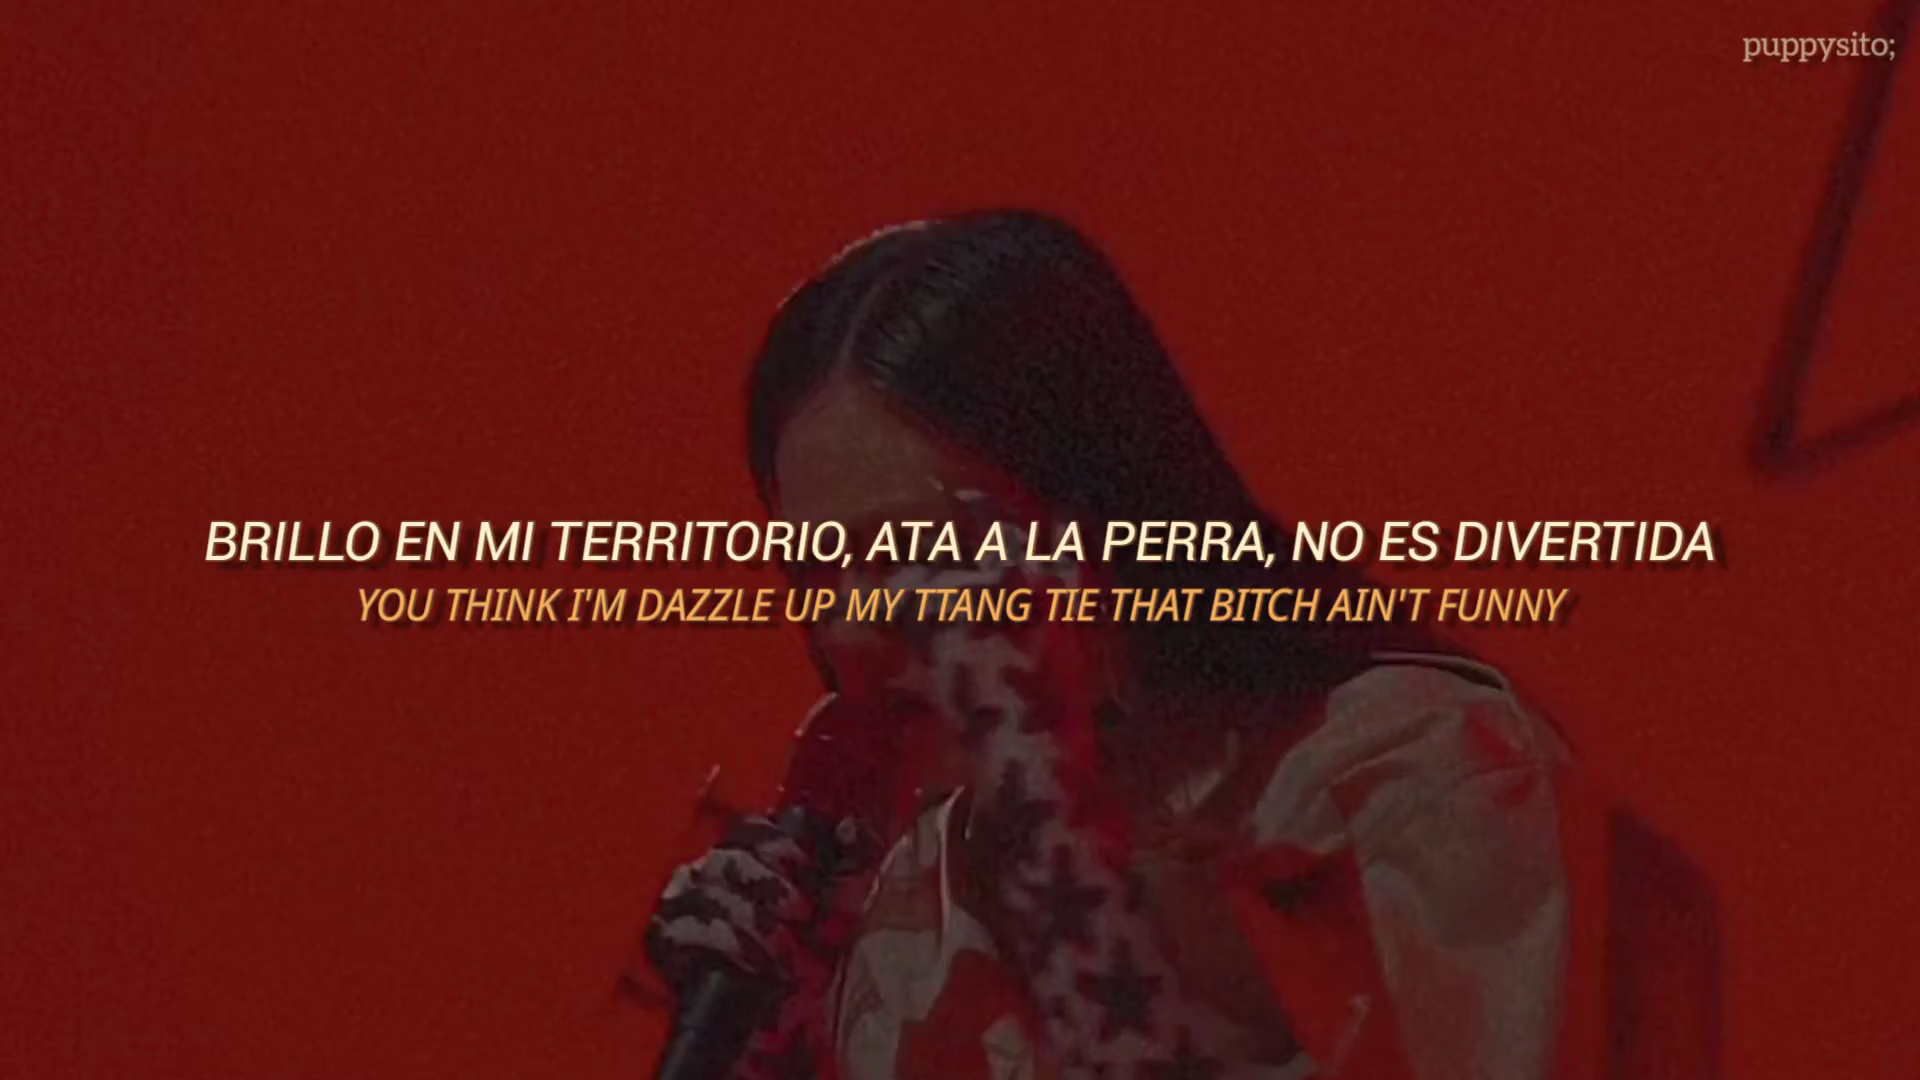 puppysito;
BRILLO EN MI TERRITORIO, ATA A LA PERRA, NO ES DIVERTIDA
YOU THINK I'M DAZZLE UP MY TTANG TIE THAT BITCH AIN'T FUNNY